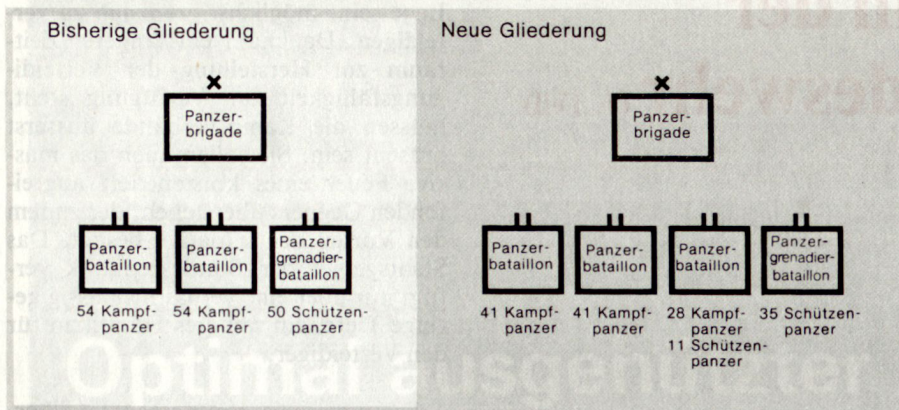 Bisherige Gliederung
Panzer-
brigade
Panzer-
bataillon
Panzer-
bataillon
Panzer-
grenadier-
bataillon
54 Kampf-
panzer
54 Kampf-
panzer
50 Schützen-
panzer
Neue Gliederung
Panzer-
brigade
Panzer-
bataillon
Panzer-
bataillon
Panzer-
bataillon
Panzer-
grenadier-
bataillon
41 Kampf-
panzer
41 Kampf-
panzer
28 Kampf-
panzer
11 Schützen-
panzer
35 Schützen-
panzer
Optimal ausgenutzter